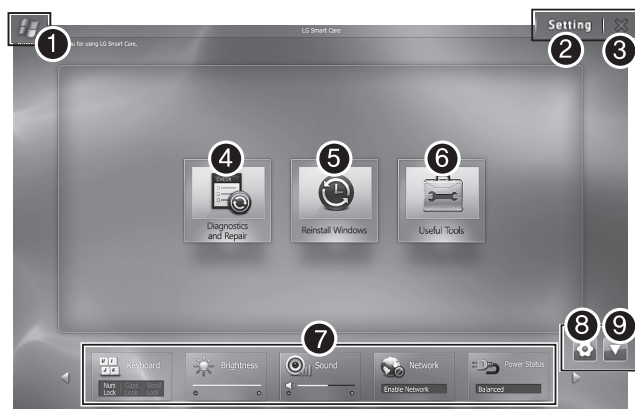 LG Smart Care
Setting
1
2
3
u for using LG Smart Care.
4
5
6
CHECK
Diagnostics
and Repair
Reinstall Windows
Useful Tools
7
8
9
Keyboard
Brightness
Sound
Network
Power Status
Num
Lock
Caps
Lock
Scroll
Lock
Enable Network
Balanced